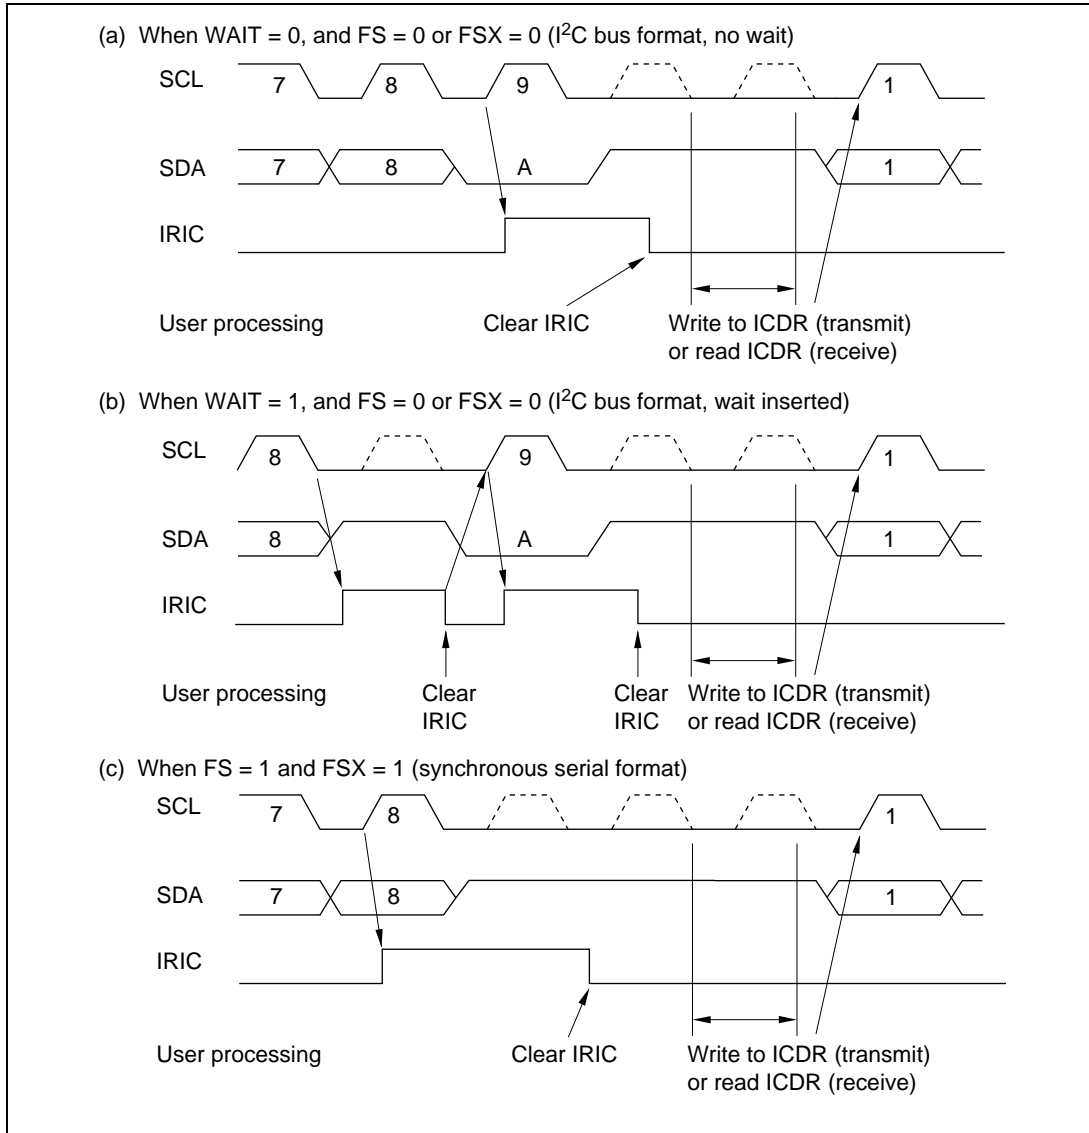 (a) When WAIT = 0, and FS = 0 or FSX = 0 (I²C bus format, no wait)
SCL 7 8 9 1
SDA 7 8 A 1
IRIC
User processing Clear IRIC Write to ICDR (transmit)
or read ICDR (receive)
(b) When WAIT = 1, and FS = 0 or FSX = 0 (I²C bus format, wait inserted)
SCL 8 9 1
SDA 8 A 1
IRIC
User processing Clear Clear Write to ICDR (transmit)
IRIC IRIC or read ICDR (receive)
(c) When FS = 1 and FSX = 1 (synchronous serial format)
SCL 7 8 1
SDA 7 8 1
IRIC
User processing Clear IRIC Write to ICDR (transmit)
or read ICDR (receive)